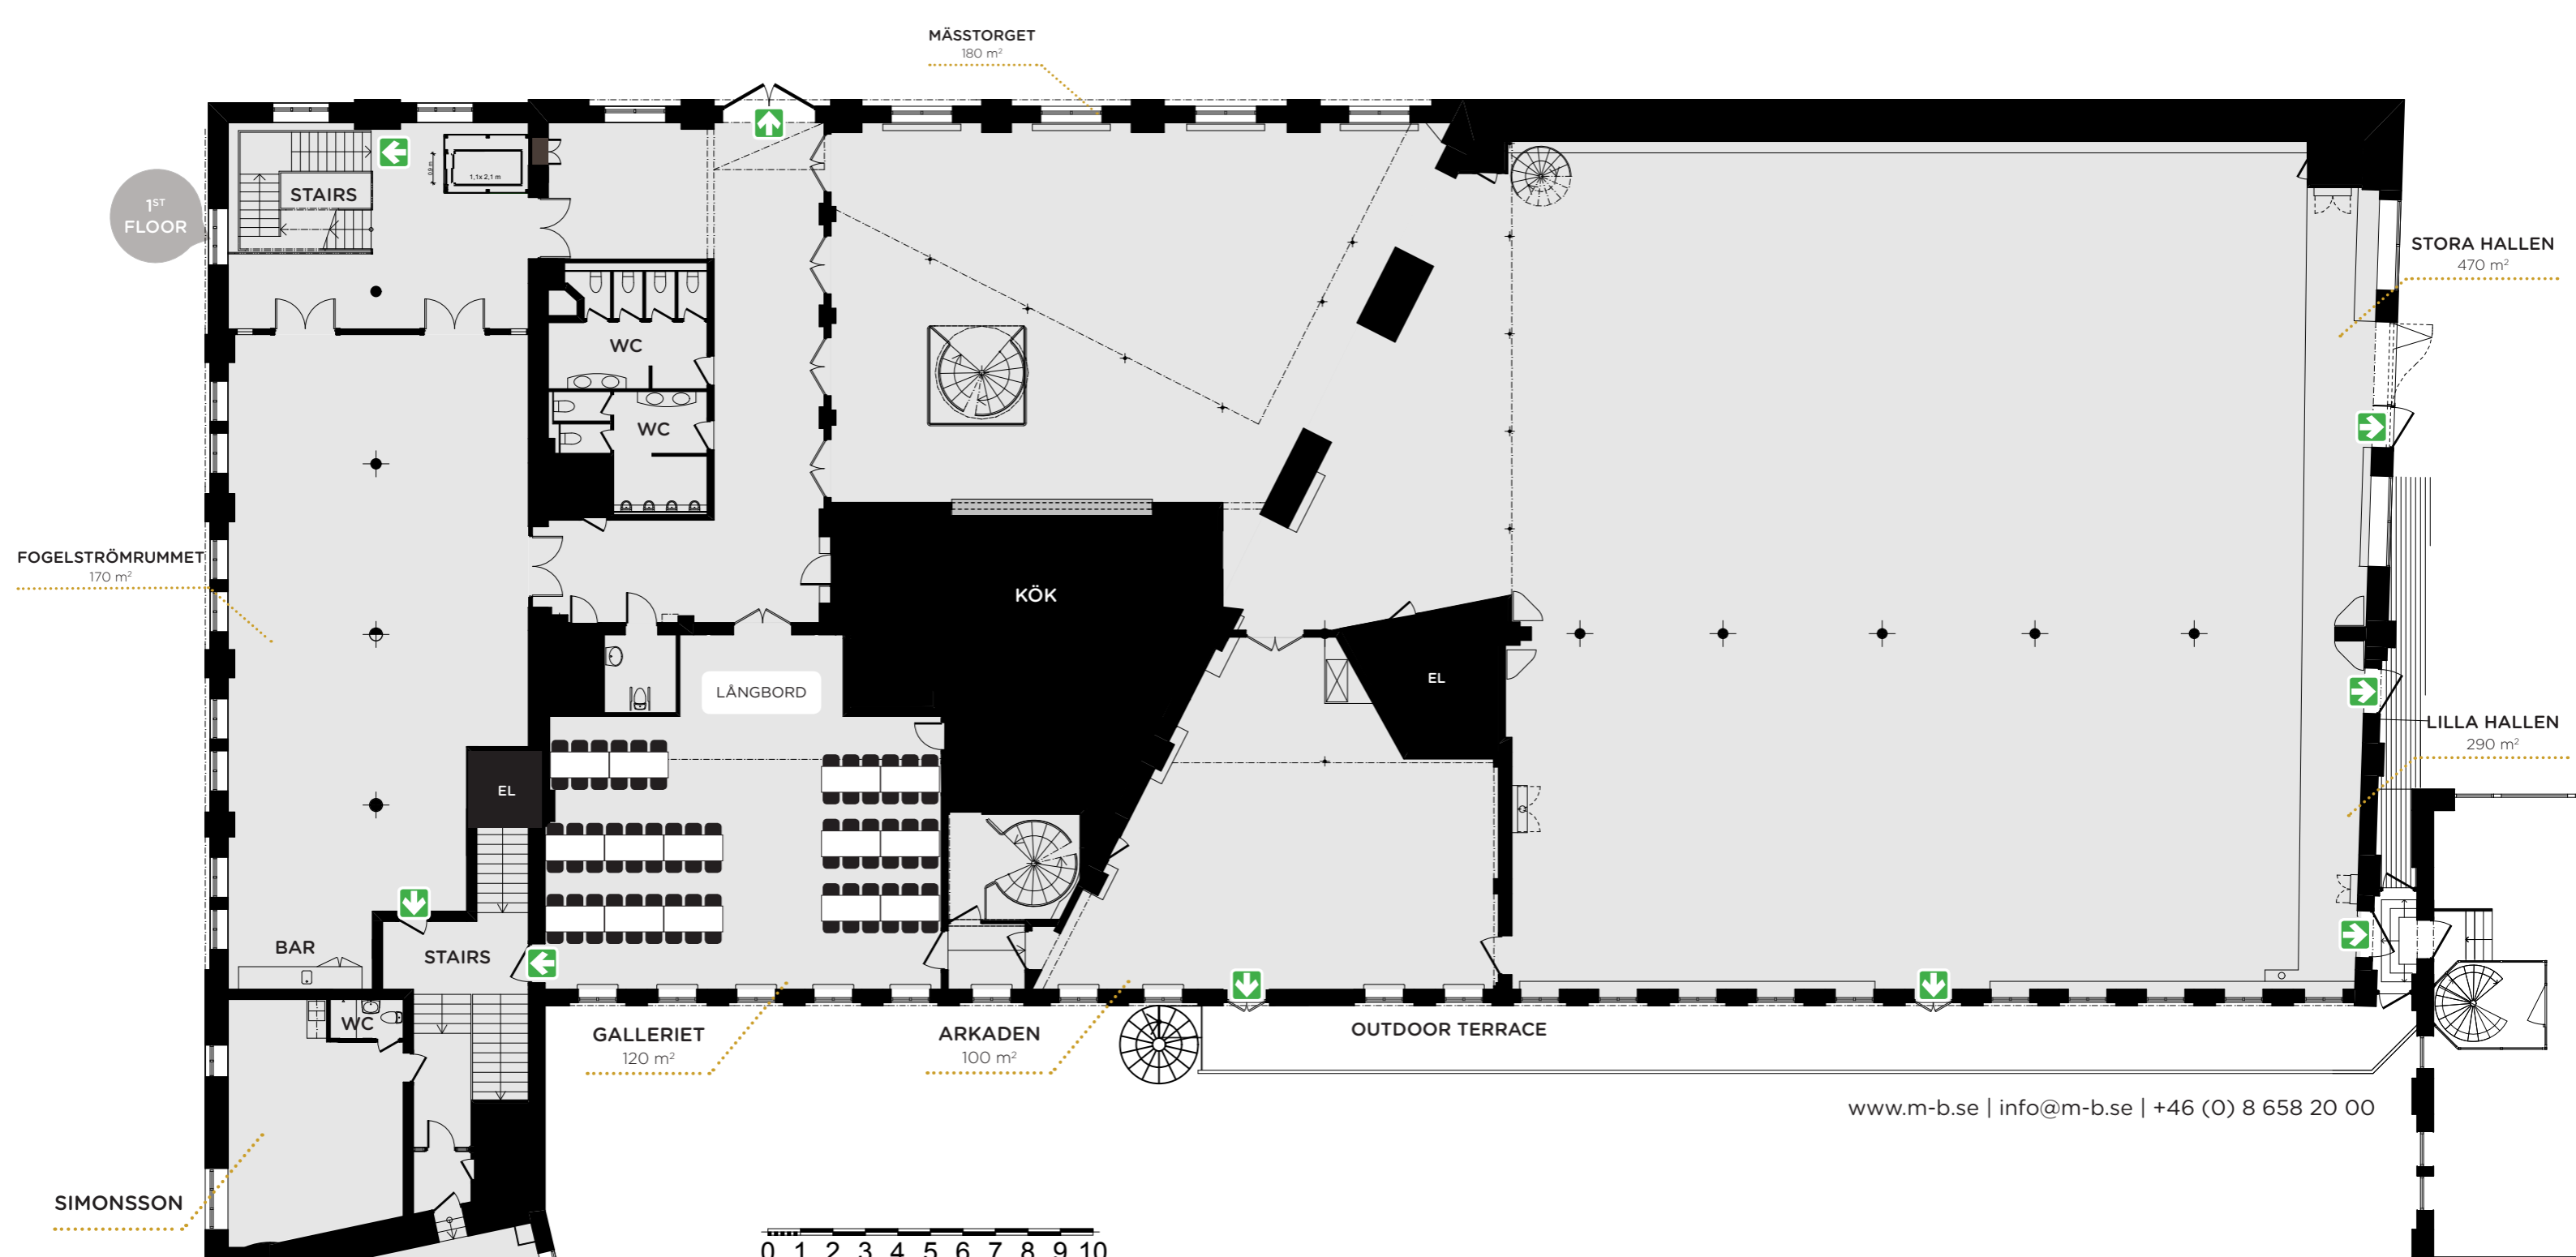 MÄSSTORGET
180 m²
1ST
FLOOR
STAIRS
1,1x 2,1 m
STORA HALLEN
470 m²
WC
WC
FOGELSTRÖMRUMMET
170 m²
KÖK
LÅNGBORD
EL
EL
LILLA HALLEN
290 m²
BAR
STAIRS
WC
GALLERIET
120 m²
ARKADEN
100 m²
OUTDOOR TERRACE
www.m-b.se | info@m-b.se | +46 (0) 8 658 20 00
SIMONSSON
0 1 2 3 4 5 6 7 8 9 10